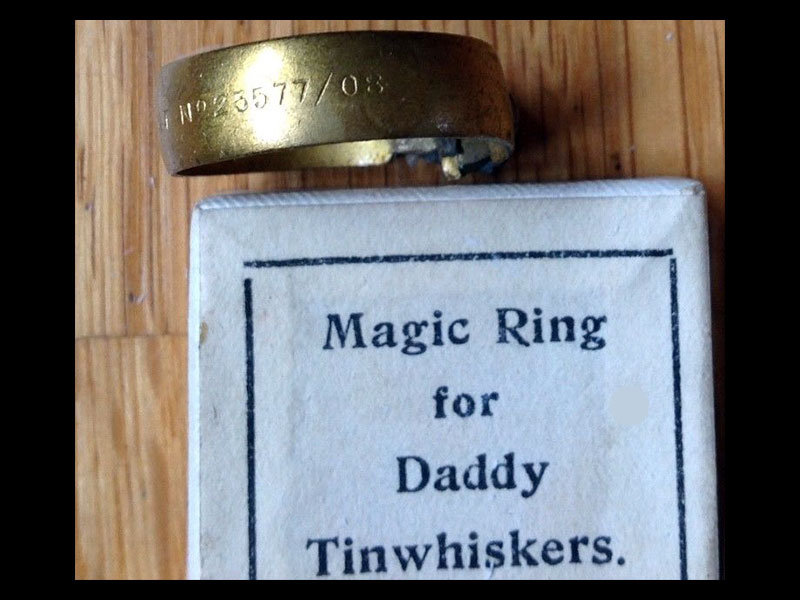 T Nº23577/08
Magic Ring
for
Daddy
Tinwhiskers.